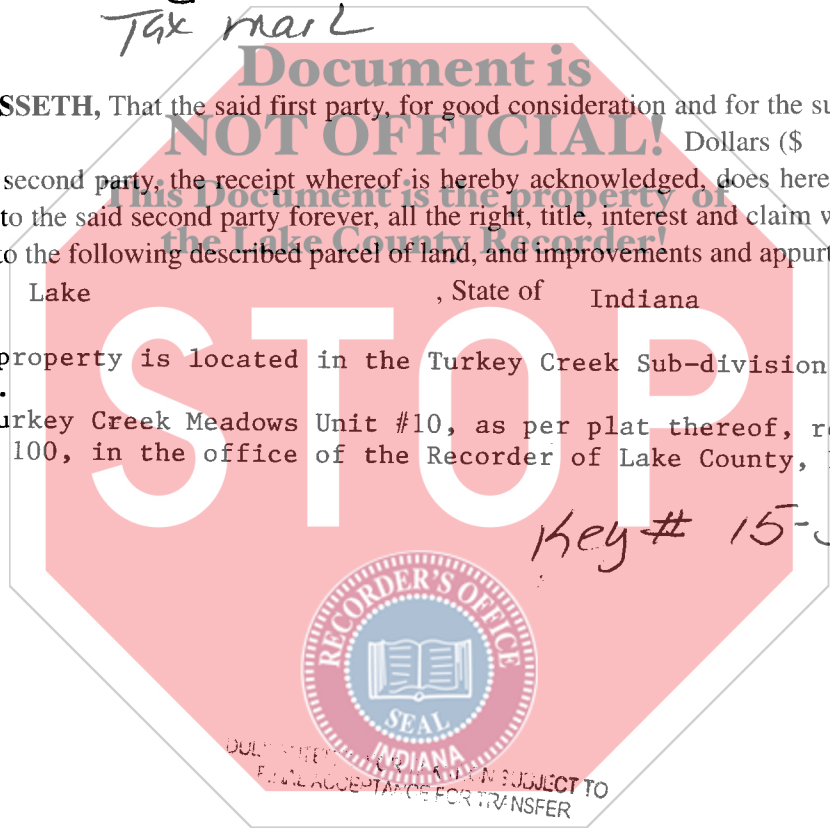 Tax mail
Document is
SSETH, That the said first party, for good consideration and for the su
NOT OFFICIAL! Dollars ($
second party, the receipt whereof is hereby acknowledged, does here
This Document is the property of
to the said second party forever, all the right, title, interest and claim w
the Lake County Recorder!
o the following described parcel of land, and improvements and appurt
Lake , State of Indiana
property is located in the Turkey Creek Sub-division
.
urkey Creek Meadows Unit #10, as per plat thereof, re
100, in the office of the Recorder of Lake County,
STOP
Key # 15-
RECORDER'S OFFICE
SEAL
INDIANA
SUBJECT TO
FINAL ACCEPTANCE FOR TRANSFER